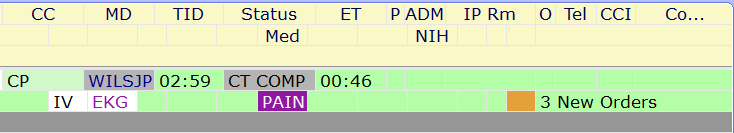 CC MD TID Status ET P ADM IP Rm O Tel CCI Co...
Med NIH
CP WILSJP 02:59 CT COMP 00:46
IV EKG PAIN 3 New Orders